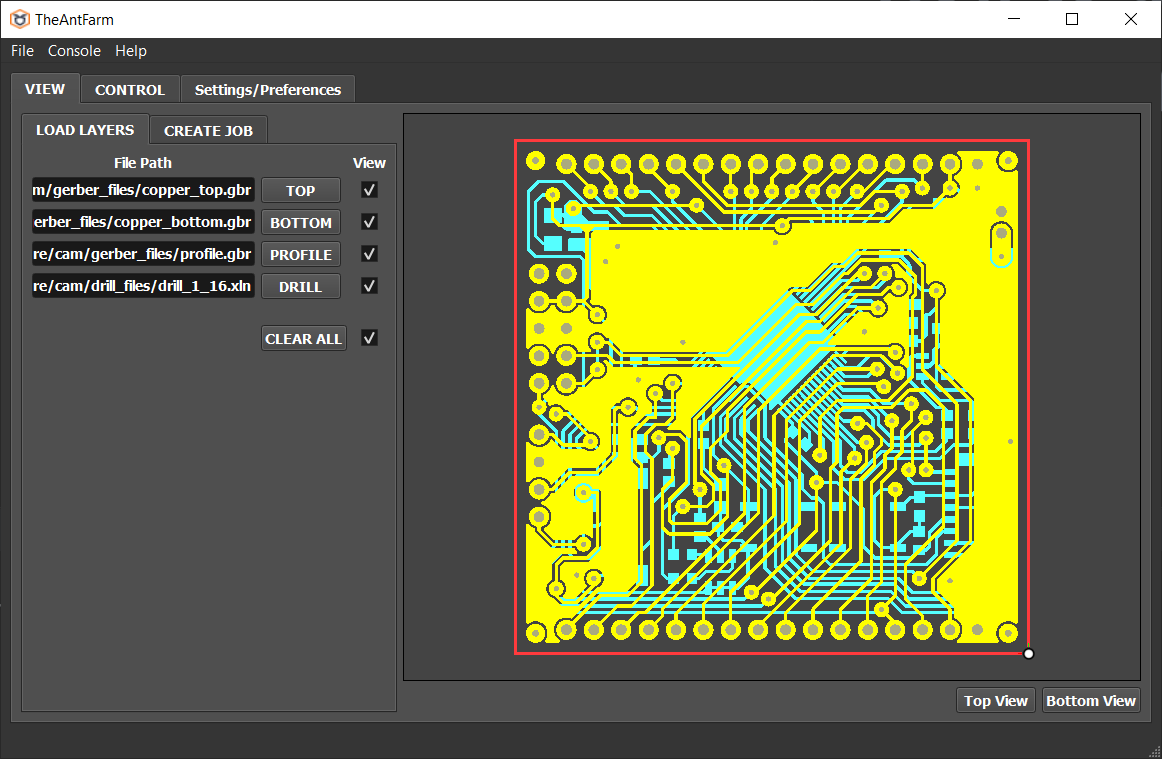 TheAntFarm
File Console Help
VIEW CONTROL Settings/Preferences
LOAD LAYERS CREATE JOB
File Path View
m/gerber_files/copper_top.gbr TOP
erber_files/copper_bottom.gbr BOTTOM
re/cam/gerber_files/profile.gbr PROFILE
re/cam/drill_files/drill_1_16.xln DRILL
CLEAR ALL
Top View Bottom View